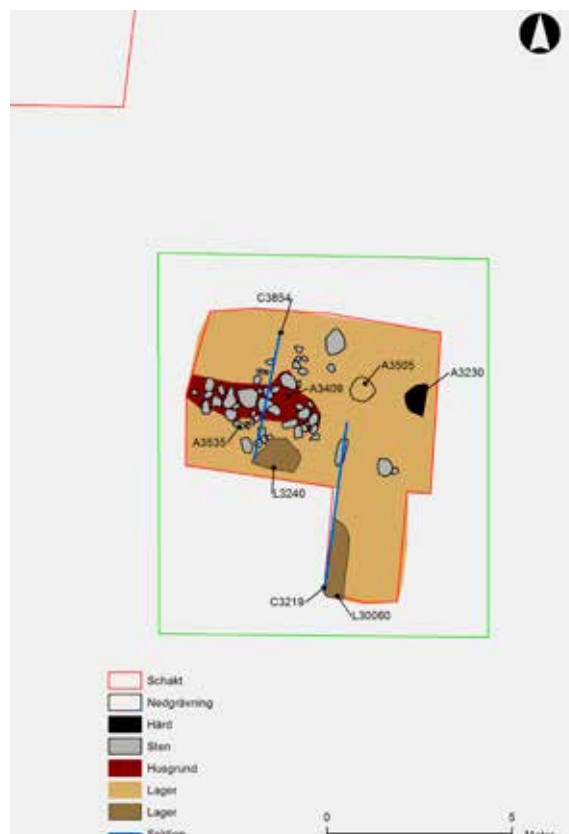 C3854
A3505
A3230
A3409
A3535
L3240
C3219
L30060
Schakt
Nedgrävning
Härd
Sten
Husgrund
Lager
Lager
0 5